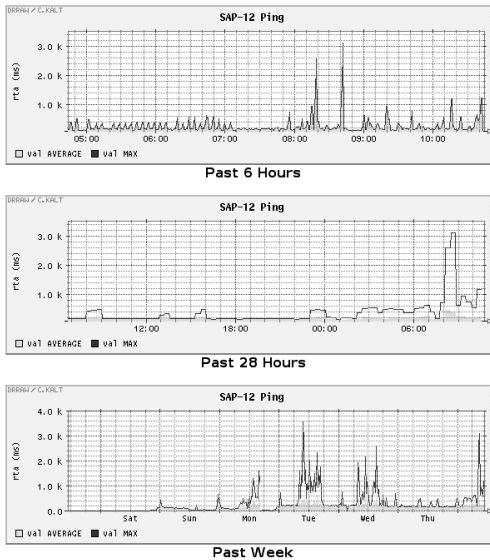 DRRAW/C.KALT
SAP-12 Ping
rta (ms)
3.0 k
2.0 k
1.0 k
05:00 06:00 07:00 08:00 09:00 10:00
val AVERAGE val MAX
Past 6 Hours
DRRAW/C.KALT
SAP-12 Ping
rta (ms)
3.0 k
2.0 k
1.0 k
12:00 18:00 00:00 06:00
val AVERAGE val MAX
Past 28 Hours
DRRAW/C.KALT
SAP-12 Ping
rta (ms)
4.0 k
3.0 k
2.0 k
1.0 k
0.0
Sat Sun Mon Tue Wed Thu
val AVERAGE val MAX
Past Week